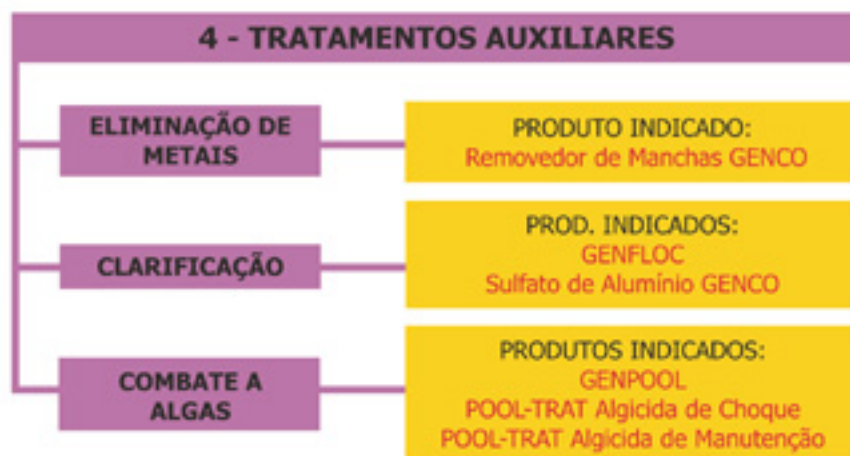 4 - TRATAMENTOS AUXILIARES
ELIMINAÇÃO DE
METAIS
PRODUTO INDICADO:
Removedor de Manchas GENCO
CLARIFICAÇÃO
PROD. INDICADOS:
GENFLOC
Sulfato de Alumínio GENCO
COMBATE A
ALGAS
PRODUTOS INDICADOS:
GENPOOL
POOL-TRAT Algicida de Choque
POOL-TRAT Algicida de Manutenção